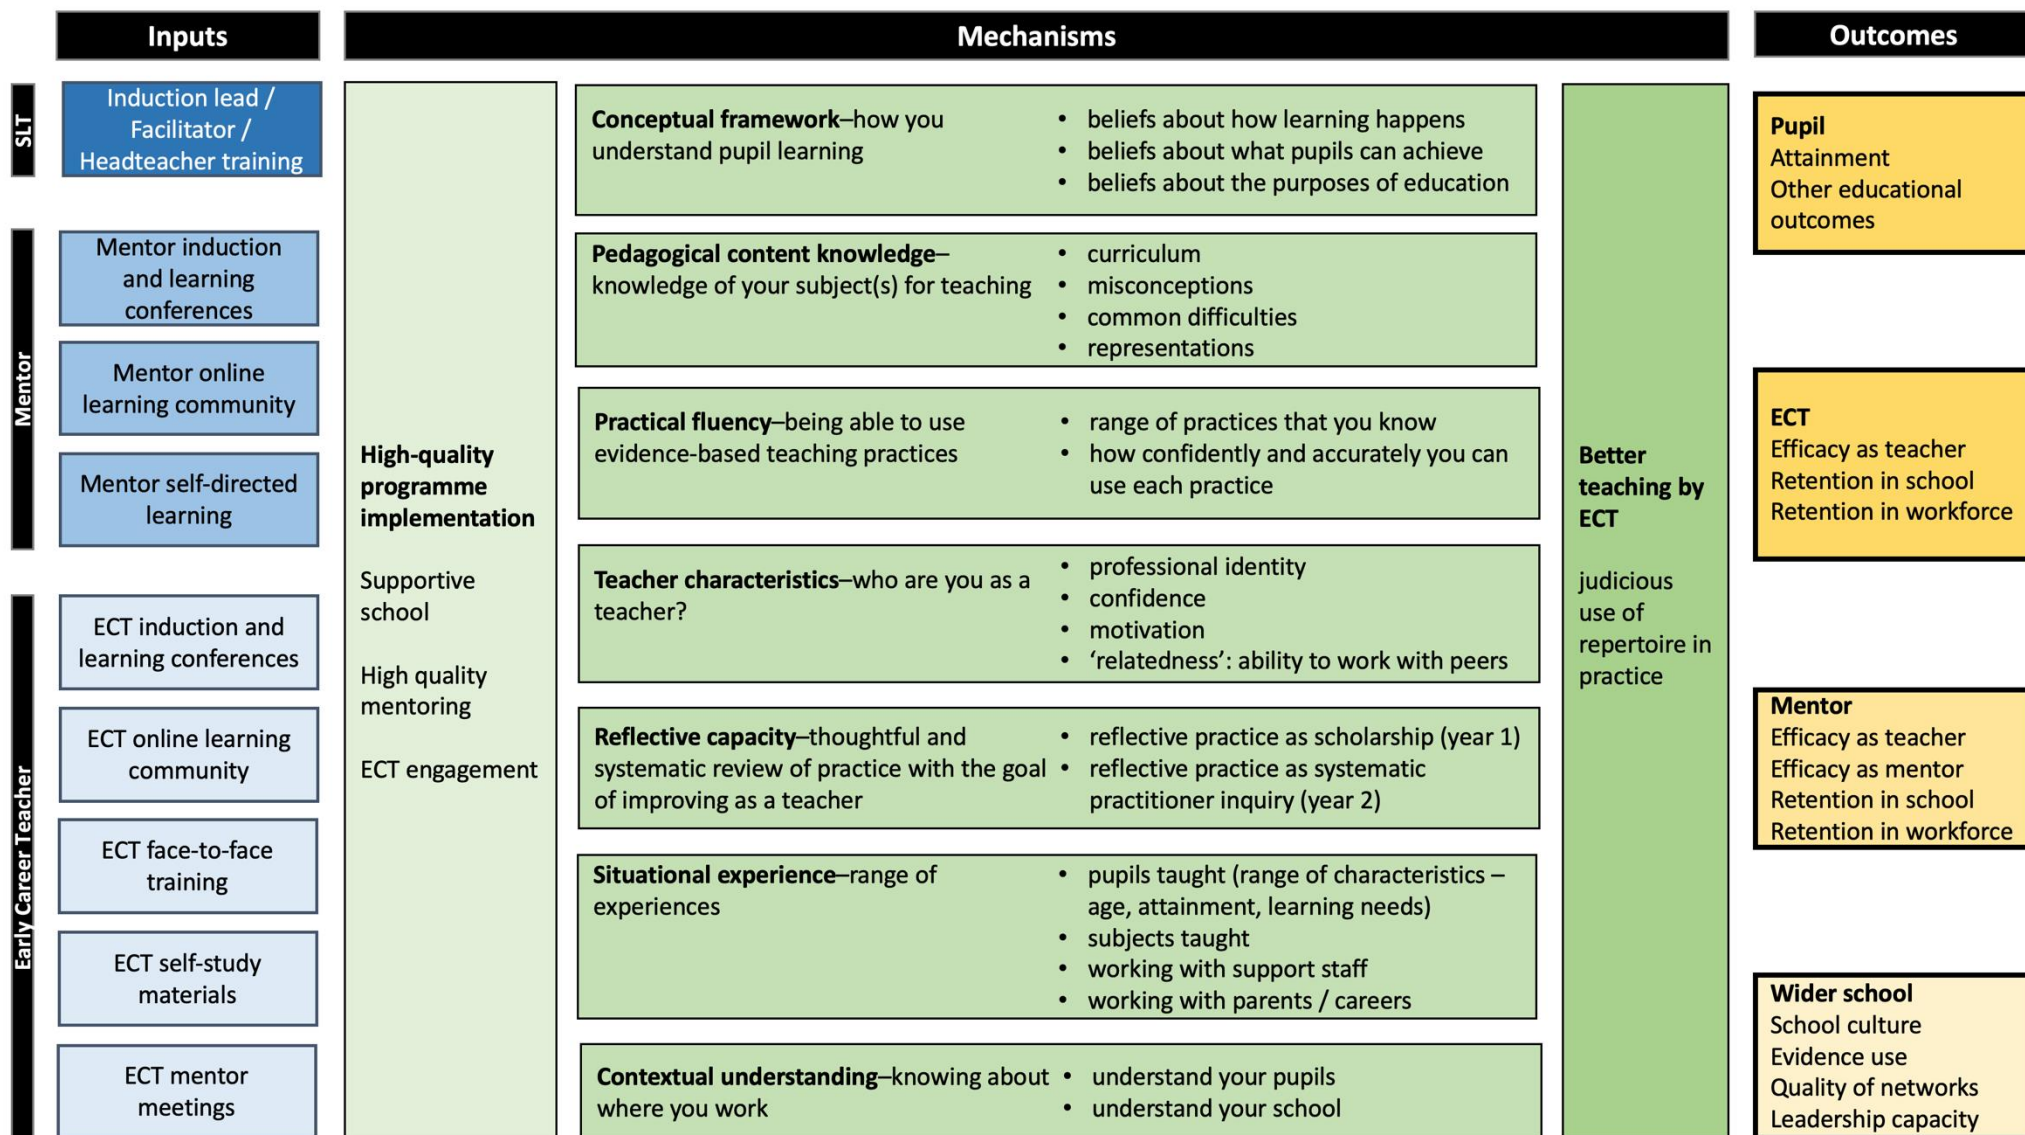 Inputs
Mechanisms
Outcomes
SLT
Induction lead /
Facilitator /
Headteacher training
Mentor
Mentor induction
and learning
conferences
Mentor online
learning community
Mentor self-directed
learning
Early Career Teacher
ECT induction and
learning conferences
ECT online learning
community
ECT face-to-face
training
ECT self-study
materials
ECT mentor
meetings
High-quality
programme
implementation
Supportive
school
High quality
mentoring
ECT engagement
Conceptual framework–how you
understand pupil learning
• beliefs about how learning happens
• beliefs about what pupils can achieve
• beliefs about the purposes of education
Pedagogical content knowledge–
knowledge of your subject(s) for teaching
• curriculum
• misconceptions
• common difficulties
• representations
Practical fluency–being able to use
evidence-based teaching practices
• range of practices that you know
• how confidently and accurately you can
use each practice
Teacher characteristics–who are you as a
teacher?
• professional identity
• confidence
• motivation
• ‘relatedness’: ability to work with peers
Reflective capacity–thoughtful and
systematic review of practice with the goal
of improving as a teacher
• reflective practice as scholarship (year 1)
• reflective practice as systematic
practitioner inquiry (year 2)
Situational experience–range of
experiences
• pupils taught (range of characteristics –
age, attainment, learning needs)
• subjects taught
• working with support staff
• working with parents / careers
Contextual understanding–knowing about
where you work
• understand your pupils
• understand your school
Better
teaching by
ECT
judicious
use of
repertoire in
practice
Pupil
Attainment
Other educational
outcomes
ECT
Efficacy as teacher
Retention in school
Retention in workforce
Mentor
Efficacy as teacher
Efficacy as mentor
Retention in school
Retention in workforce
Wider school
School culture
Evidence use
Quality of networks
Leadership capacity